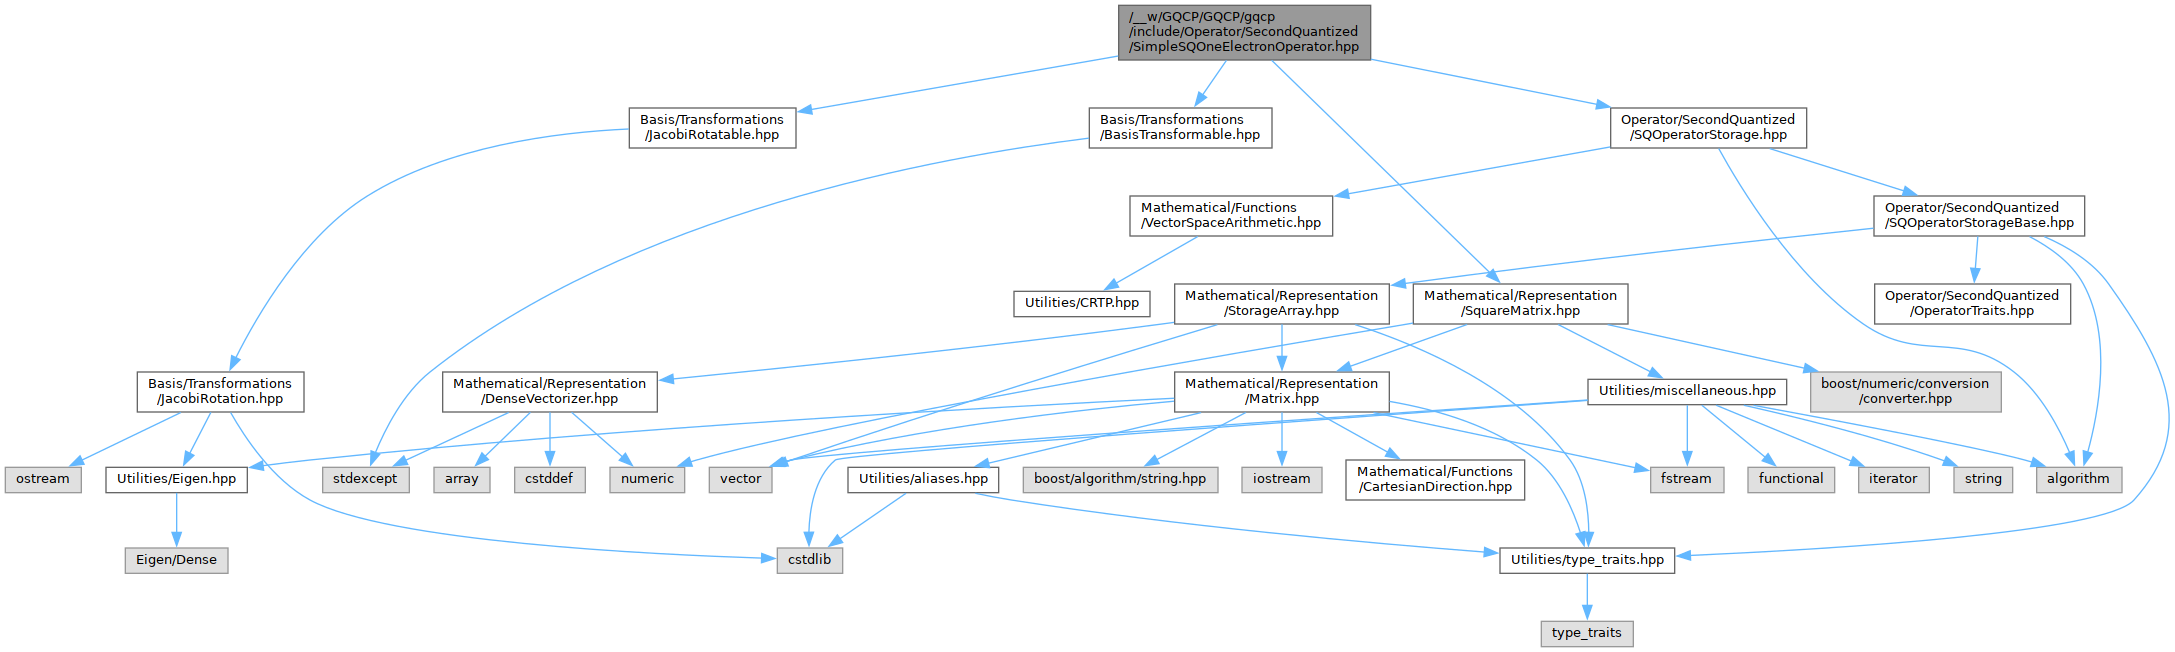 /__w/GQCP/GQCP/gqcp
/include/Operator/SecondQuantized
/SimpleSQOneElectronOperator.hpp
Basis/Transformations
/JacobiRotatable.hpp
Basis/Transformations
/BasisTransformable.hpp
Operator/SecondQuantized
/SQOperatorStorage.hpp
Mathematical/Functions
/VectorSpaceArithmetic.hpp
Operator/SecondQuantized
/SQOperatorStorageBase.hpp
Utilities/CRTP.hpp
Mathematical/Representation
/StorageArray.hpp
Mathematical/Representation
/SquareMatrix.hpp
Operator/SecondQuantized
/OperatorTraits.hpp
Basis/Transformations
/JacobiRotation.hpp
Mathematical/Representation
/DenseVectorizer.hpp
Mathematical/Representation
/Matrix.hpp
Utilities/miscellaneous.hpp
boost/numeric/conversion
/converter.hpp
ostream
Utilities/Eigen.hpp
stdexcept
array
cstddef
numeric
vector
Utilities/aliases.hpp
boost/algorithm/string.hpp
iostream
Mathematical/Functions
/CartesianDirection.hpp
fstream
functional
iterator
string
algorithm
Eigen/Dense
cstdlib
Utilities/type_traits.hpp
type_traits